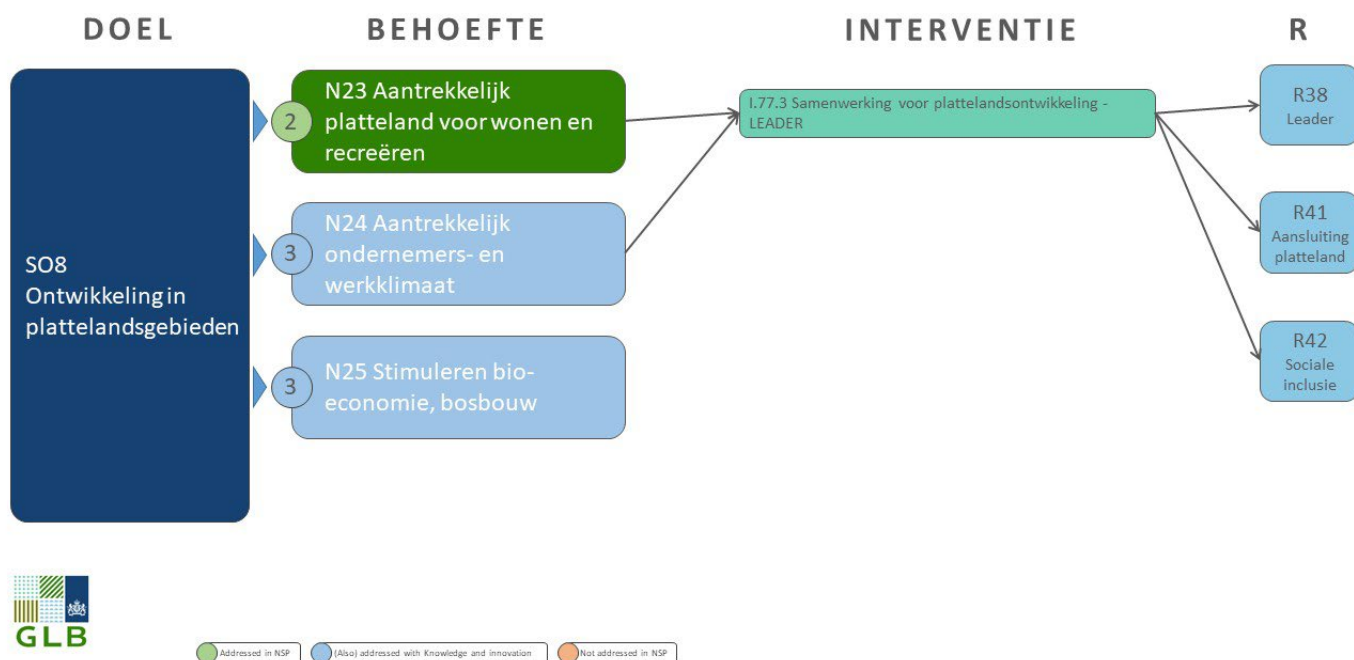 DOEL
BEHOEFTE
INTERVENTIE
R
SO8
Ontwikkeling in
plattelandsgebieden
2
N23 Aantrekkelijk
platteland voor wonen en
recreëren
3
N24 Aantrekkelijk
ondernemers- en
werkklimaat
3
N25 Stimuleren bio-
economie, bosbouw
I.77.3 Samenwerking voor plattelandsontwikkeling -
LEADER
R38
Leader
R41
Aansluiting
platteland
R42
Sociale
inclusie
GLB
Addressed in NSP
(Also) addressed with Knowledge and innovation
Not addressed in NSP